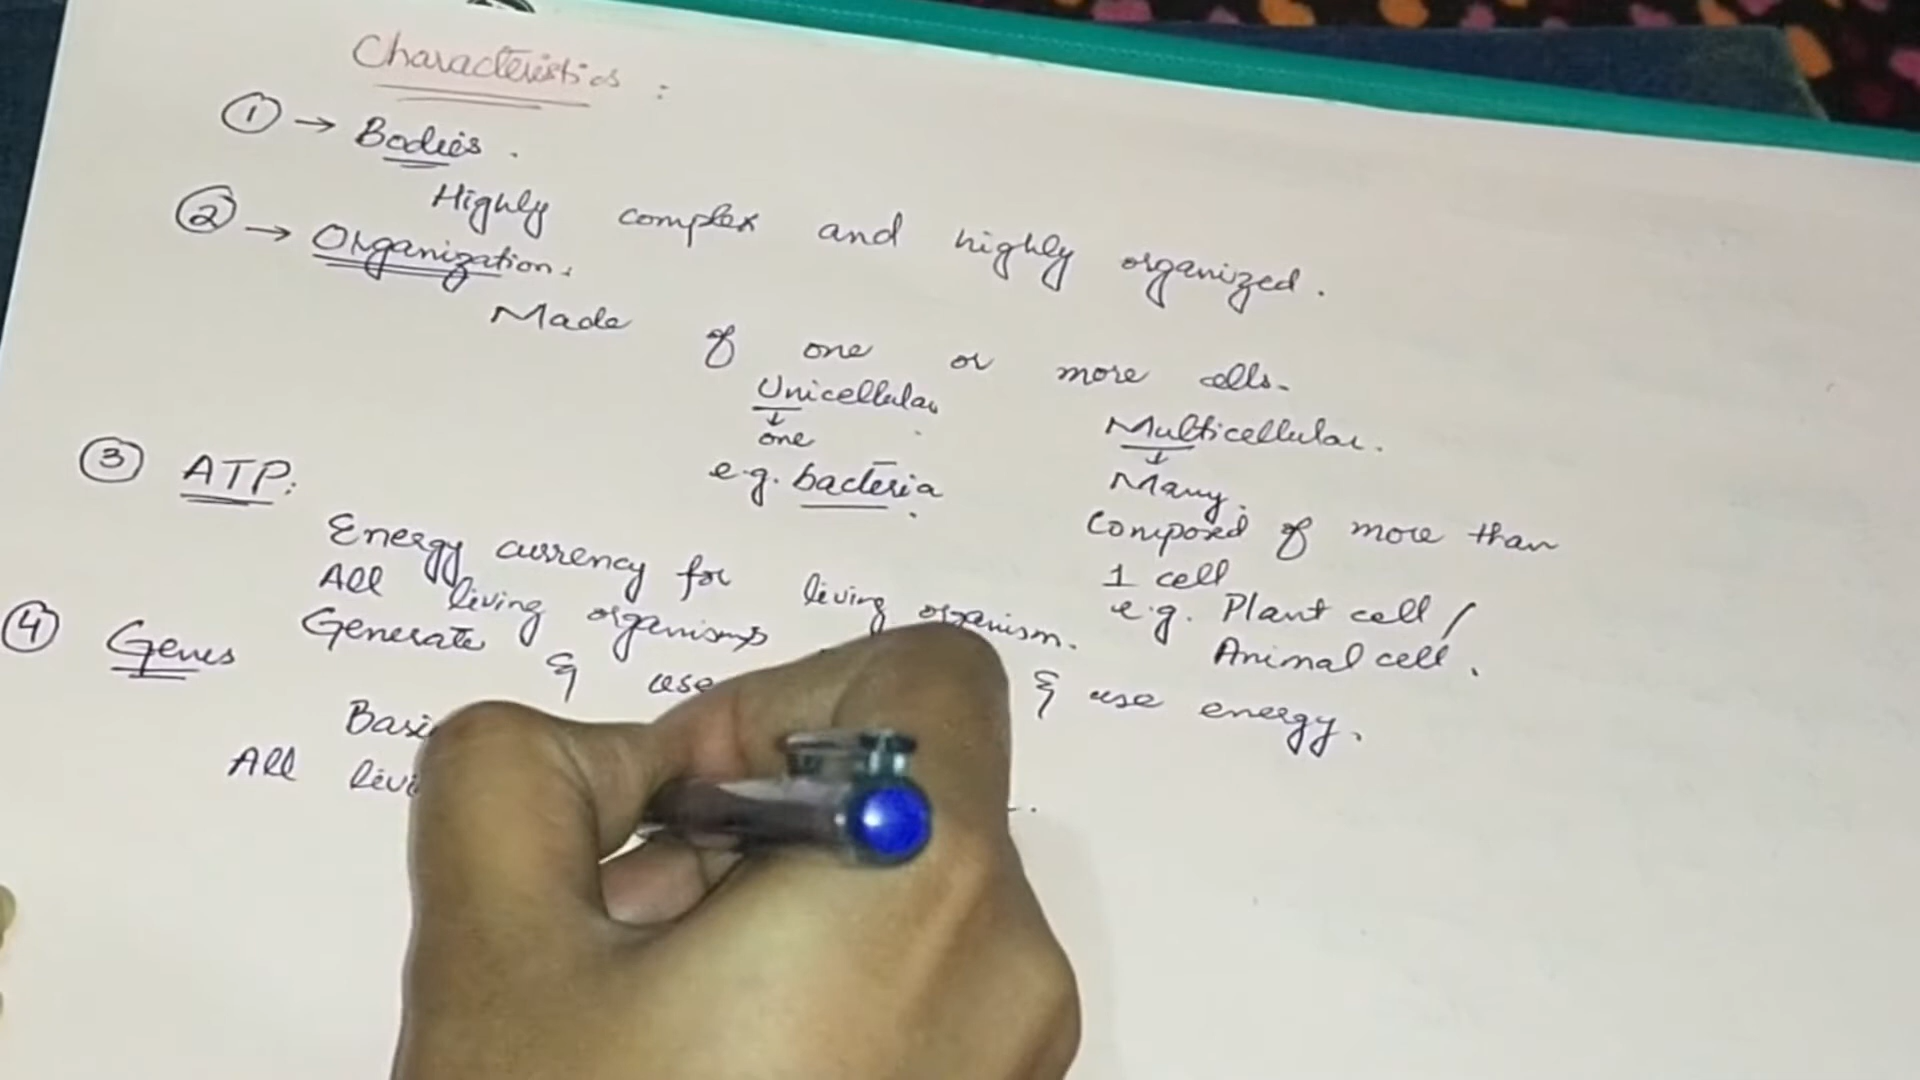 Characteristics :
① → Bodies.
Highly complex and highly organized.
② → Organization.
Made of one or more cells.
Unicellular
↓
one
e.g. bacteria.
Multicellular.
↓
Many.
Composed of more than
1 cell
e.g. Plant cell /
Animal cell.
③ ATP:
Energy currency for living organism.
All living organisms
Generate & use & use energy.
④ Genes